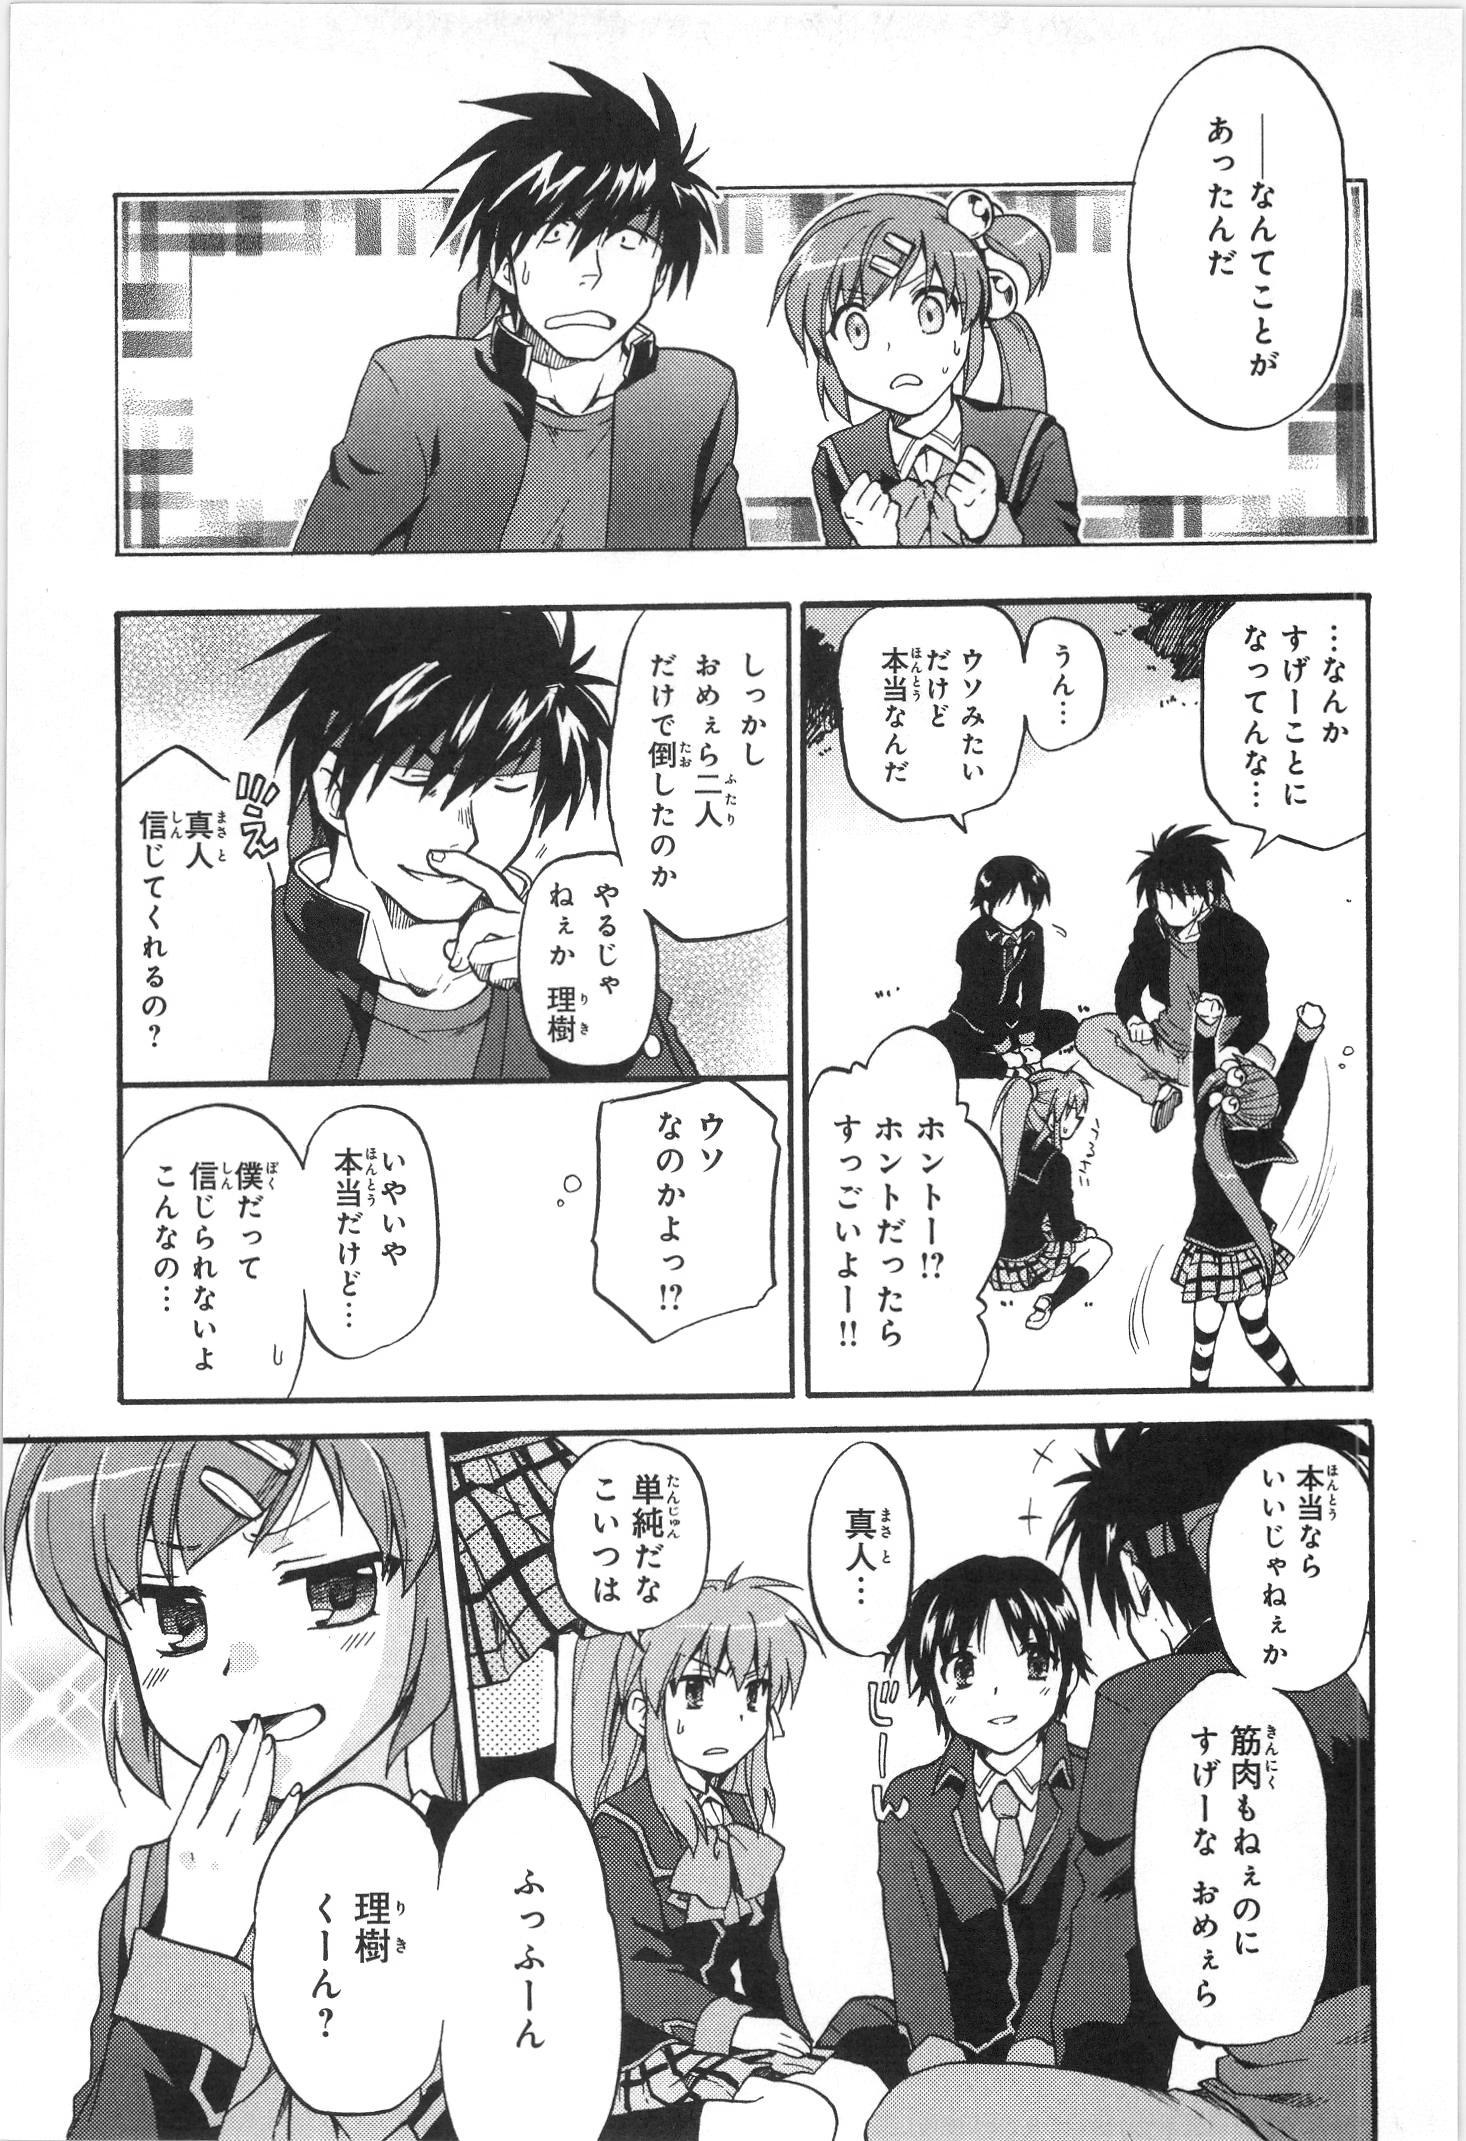 ――なんてことが
あったんだ
…なんか
すげーことに
なってんな…
うん…
ウソみたい
だけど
本当なんだ
ホントー!?
ホントだったら
すっごいよー!!
しっかし
おめぇら二人
だけで倒したのか
やるじゃ
ねぇか 理樹
え
真人
信じてくれるの?
ウソ
なのかよっ!?
いやいや
本当だけど…
僕だって
信じられないよ
こんなの…
本当なら
いいじゃねぇか
筋肉もねぇのに
すげーな おめぇら
真人…
じーん
単純だな
こいつは
ふっふーん
理樹
くーん?